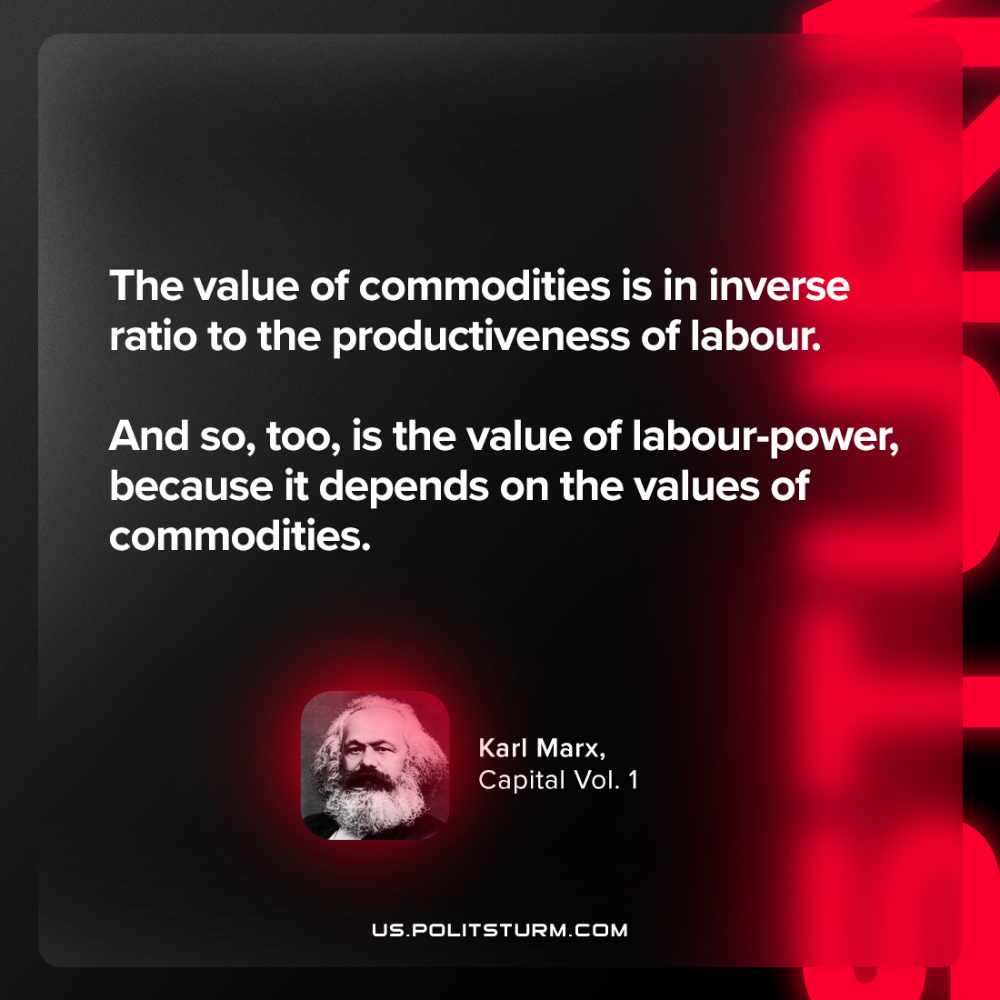 The value of commodities is in inverse
ratio to the productiveness of labour.
And so, too, is the value of labour-power,
because it depends on the values of
commodities.
Karl Marx,
Capital Vol. 1
US.POLITSTURM.COM